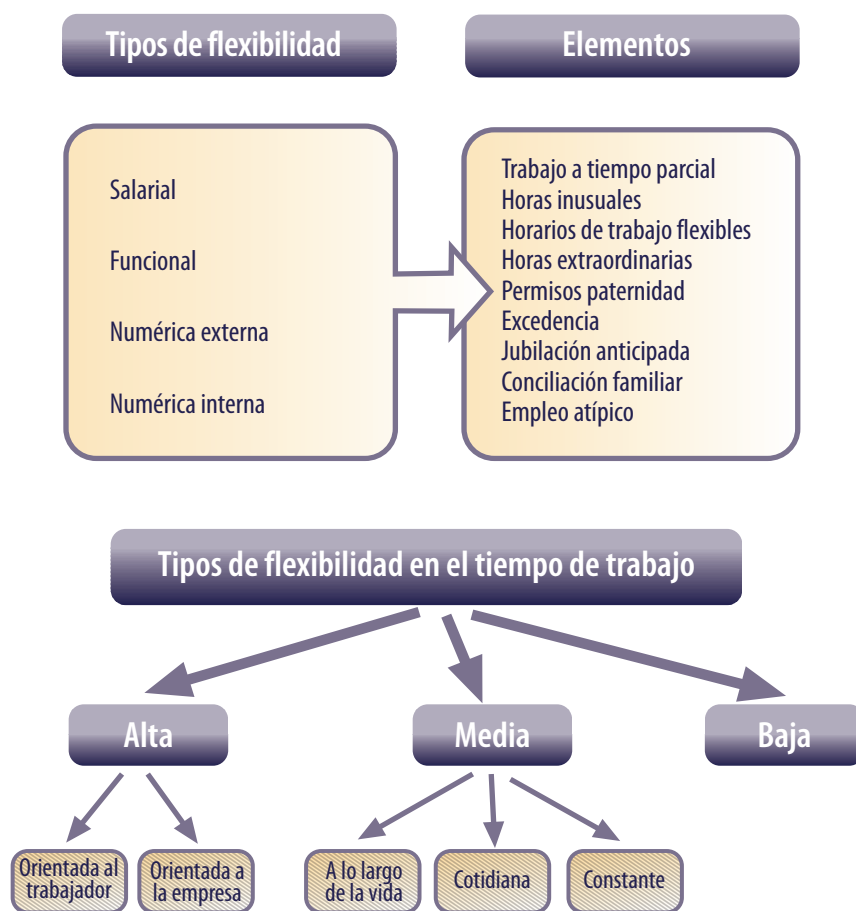 Tipos de flexibilidad
Elementos
Salarial
Funcional
Numérica externa
Numérica interna
Trabajo a tiempo parcial
Horas inusuales
Horarios de trabajo flexibles
Horas extraordinarias
Permisos paternidad
Excedencia
Jubilación anticipada
Conciliación familiar
Empleo atípico
Tipos de flexibilidad en el tiempo de trabajo
Alta
Media
Baja
Orientada al
trabajador
Orientada a
la empresa
A lo largo
de la vida
Cotidiana
Constante